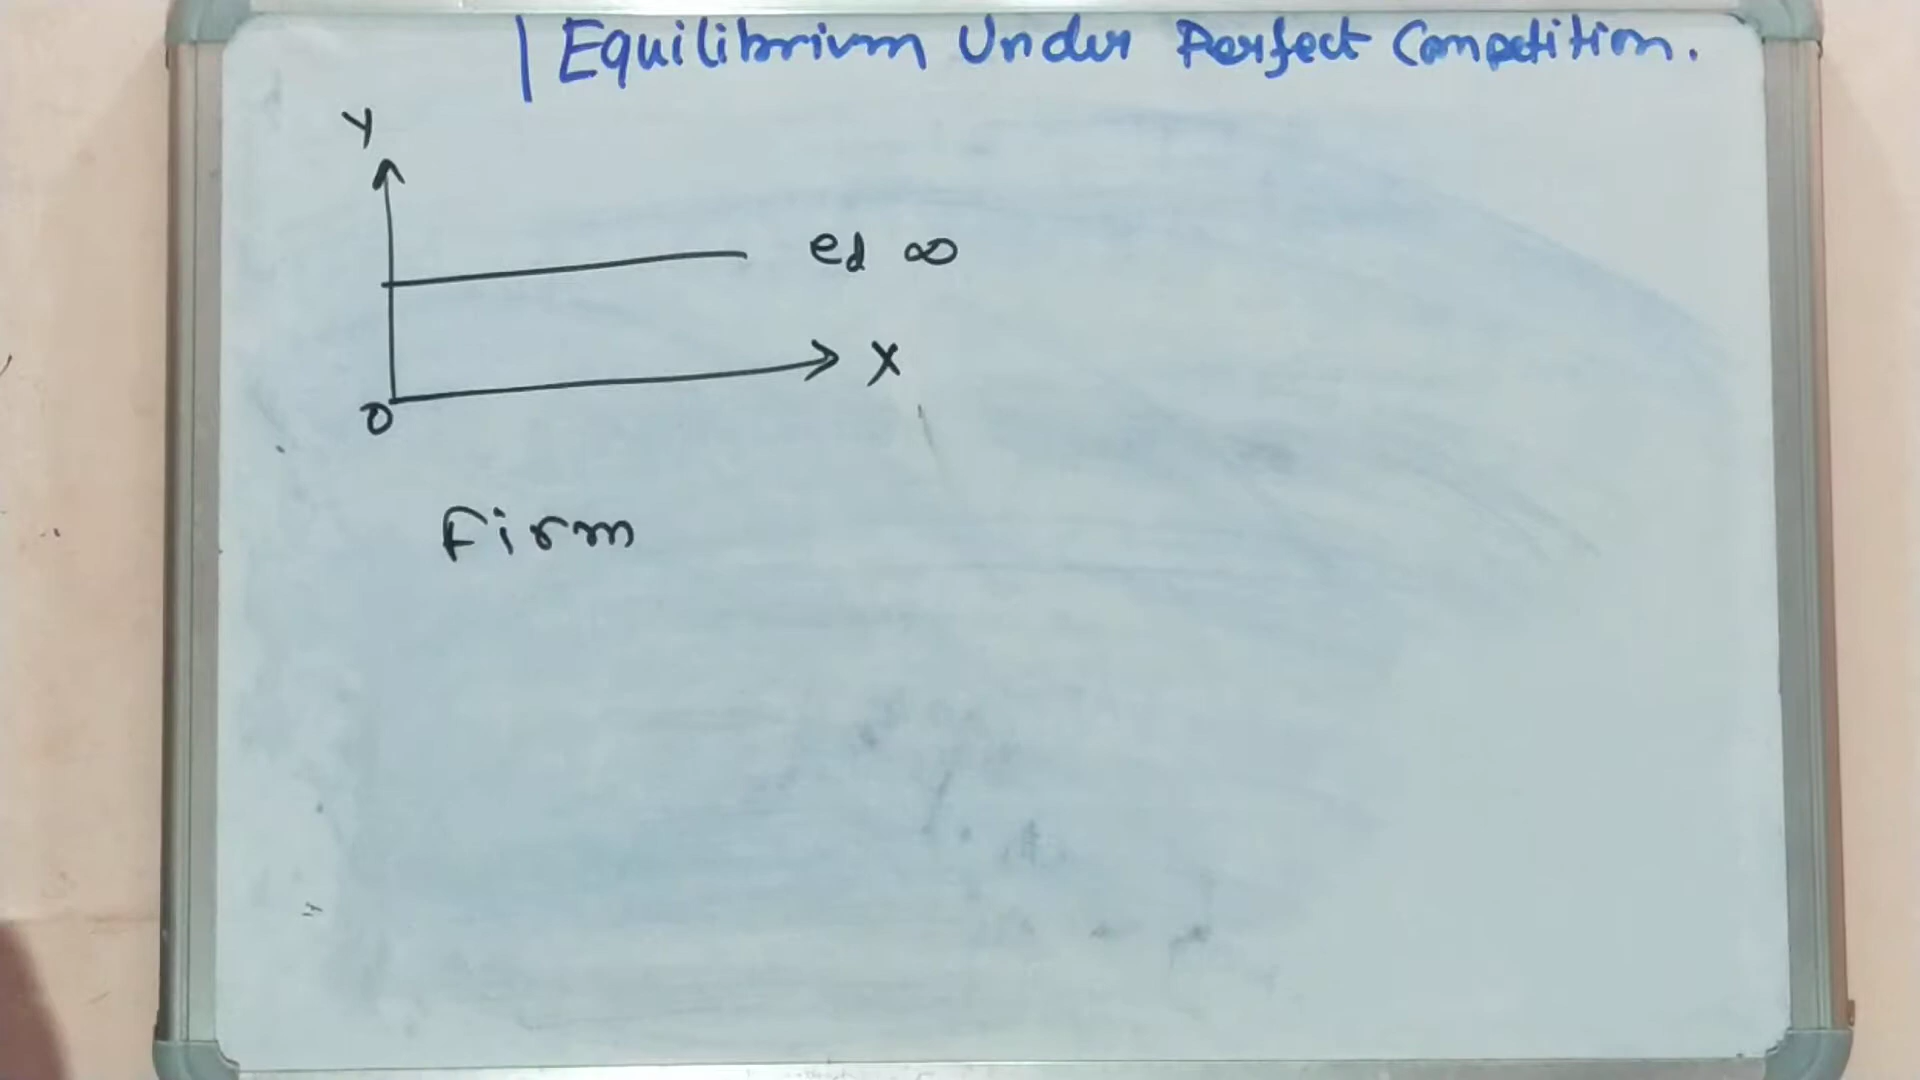 Equilibrium Under Perfect Competition.
Y
ed ∞
X
O
Firm